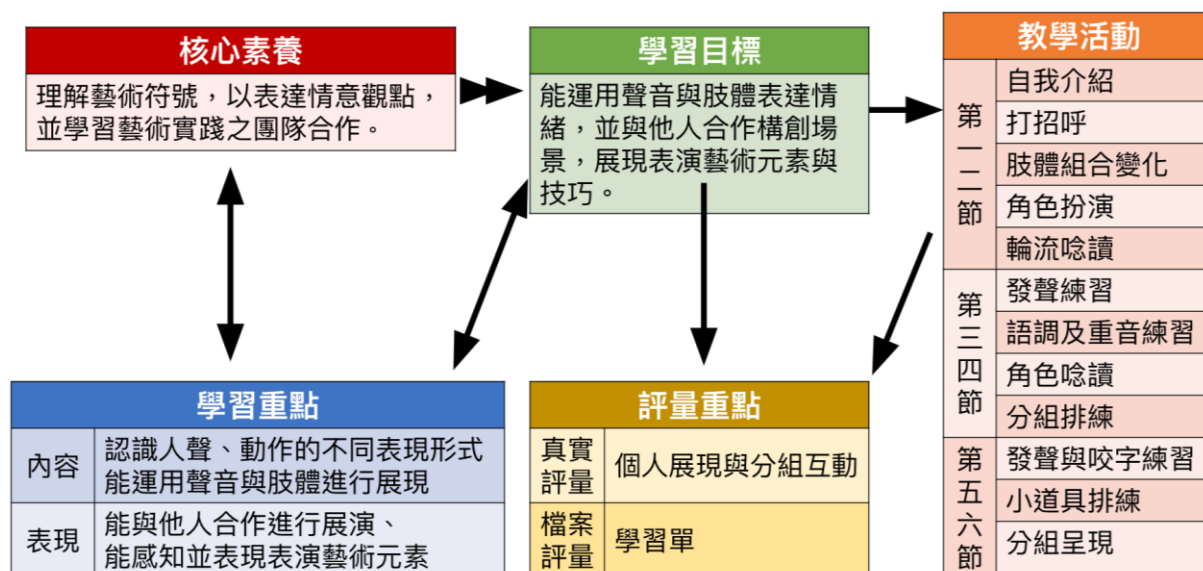 核心素養
理解藝術符號，以表達情意觀點，
並學習藝術實踐之團隊合作。
學習目標
能運用聲音與肢體表達情
緒，並與他人合作構創場
景，展現表演藝術元素與
技巧。
教學活動
第一二節
自我介紹
打招呼
肢體組合變化
角色扮演
輪流唸讀
第三四節
發聲練習
語調及重音練習
角色唸讀
分組排練
第五六節
發聲與咬字練習
小道具排練
分組呈現
學習重點
內容
認識人聲、動作的不同表現形式
能運用聲音與肢體進行展現
表現
能與他人合作進行展演、
能感知並表現表演藝術元素
評量重點
真實
評量
個人展現與分組互動
檔案
評量
學習單